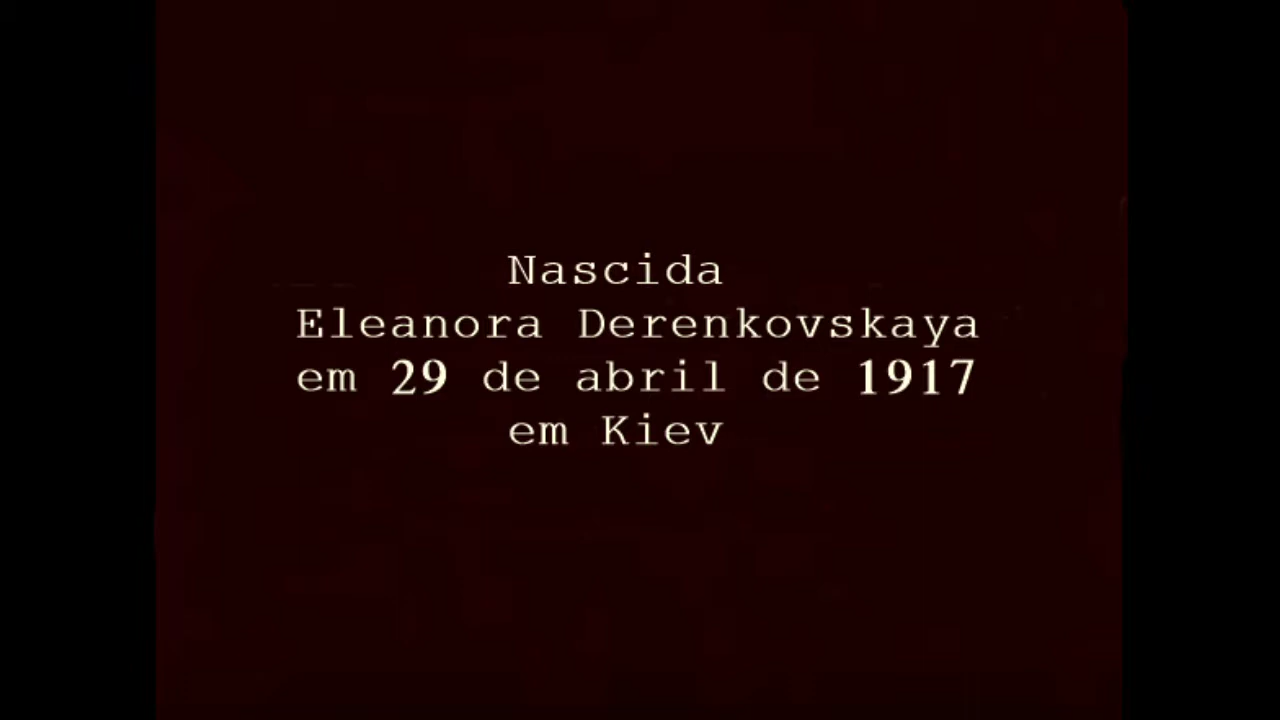 Nascida
Eleanora Derenkovskaya
em 29 de abril de 1917
em Kiev